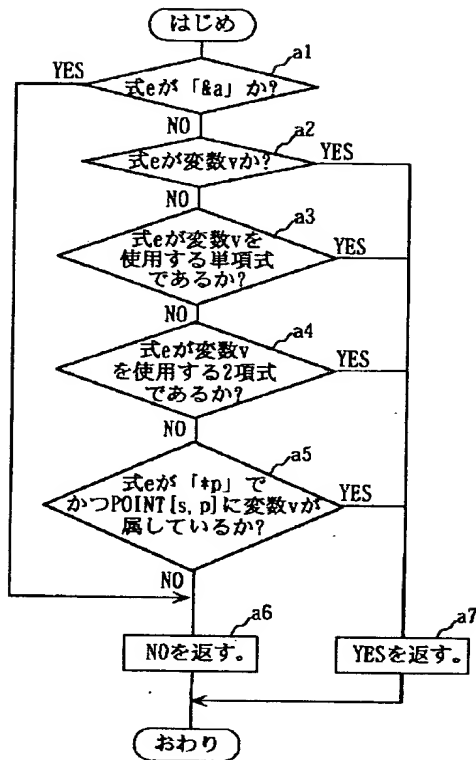 はじめ
a1
YES
式eが「&a」か?
NO
a2
式eが変数vか?
YES
NO
a3
式eが変数vを
使用する単項式
であるか?
YES
NO
a4
式eが変数v
を使用する2項式
であるか?
YES
NO
a5
式eが「*p」で
かつPOINT[s, p]に変数vが
属しているか?
YES
NO
a6
NOを返す。
a7
YESを返す。
おわり